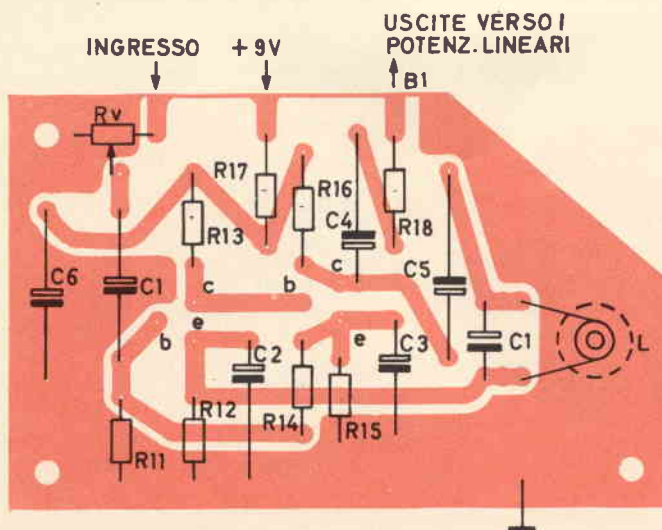 USCITE VERSO I
POTENZ. LINEARI
INGRESSO
+ 9V
B1
Rv
R17
R16
C4
R18
R13
C6
C1
c
b
c
C5
e
b
C2
e
C3
C1
L
R12
R14
R15
R11